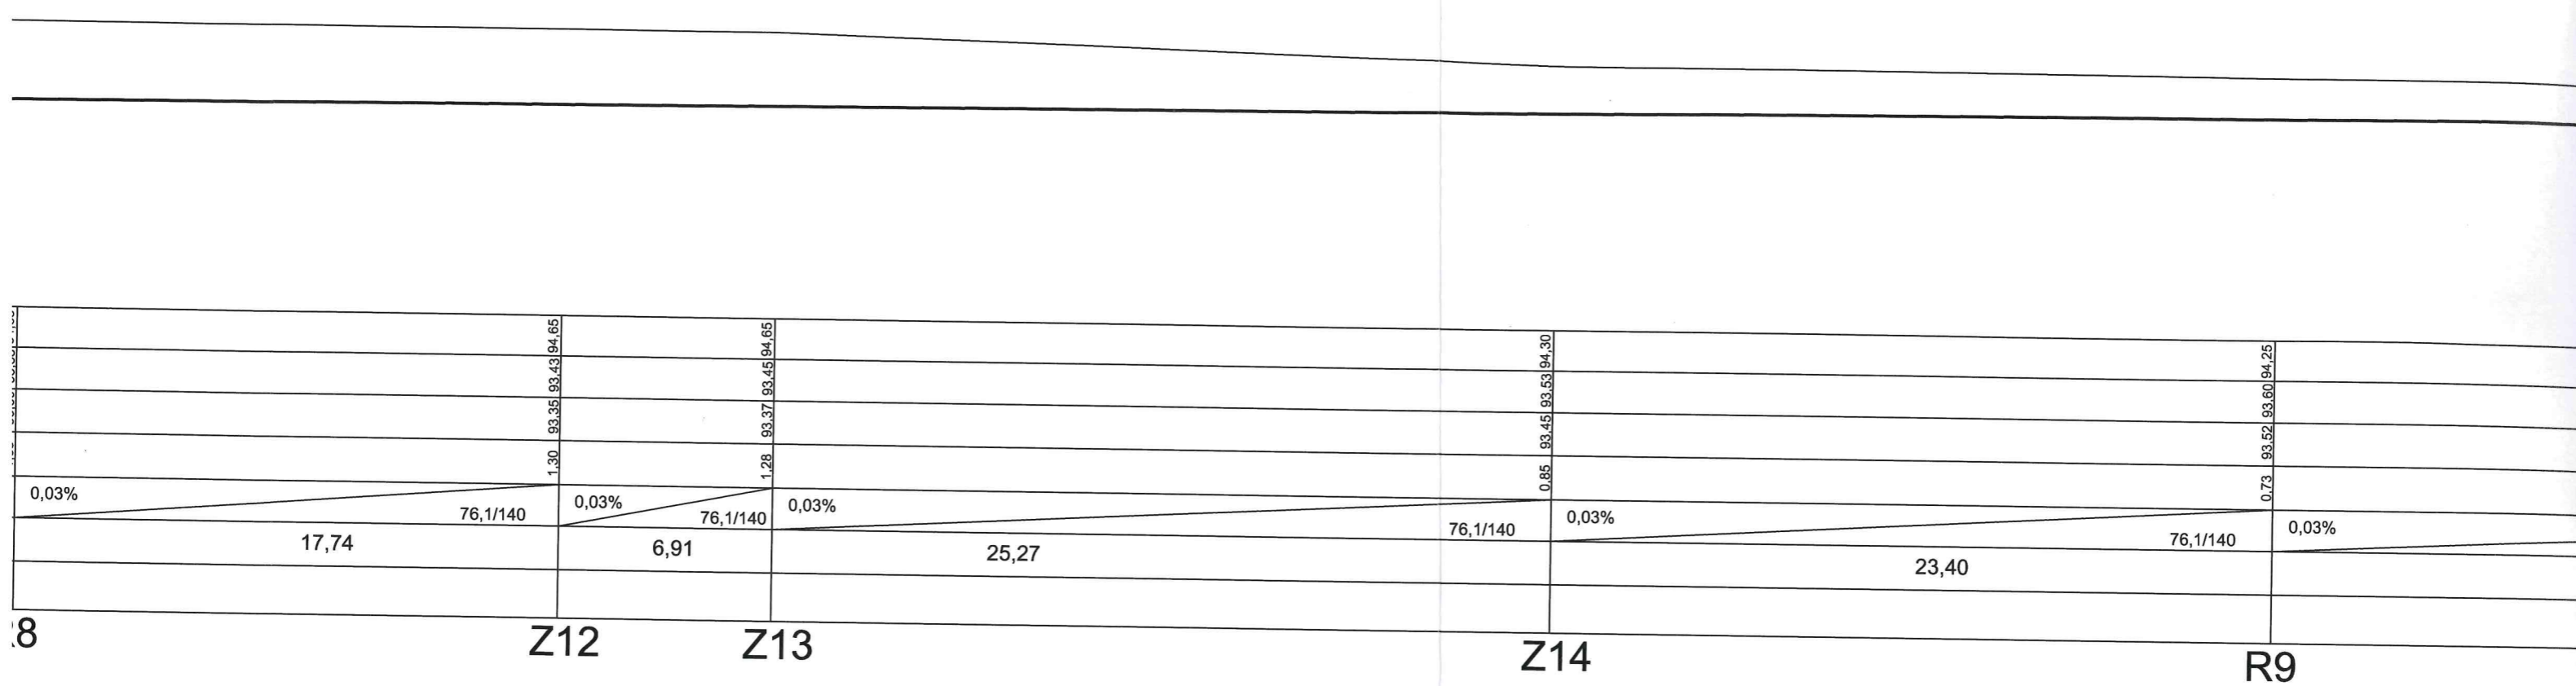 94,65 94,65 94,30 94,25
93,43 93,45 93,53 93,60
93,35 93,37 93,45 93,52
1,30 1,28 0,85 0,73
0,03% 0,03% 0,03% 0,03% 0,03%
76,1/140 76,1/140 76,1/140 76,1/140
17,74 6,91 25,27 23,40
8 Z12 Z13 Z14 R9